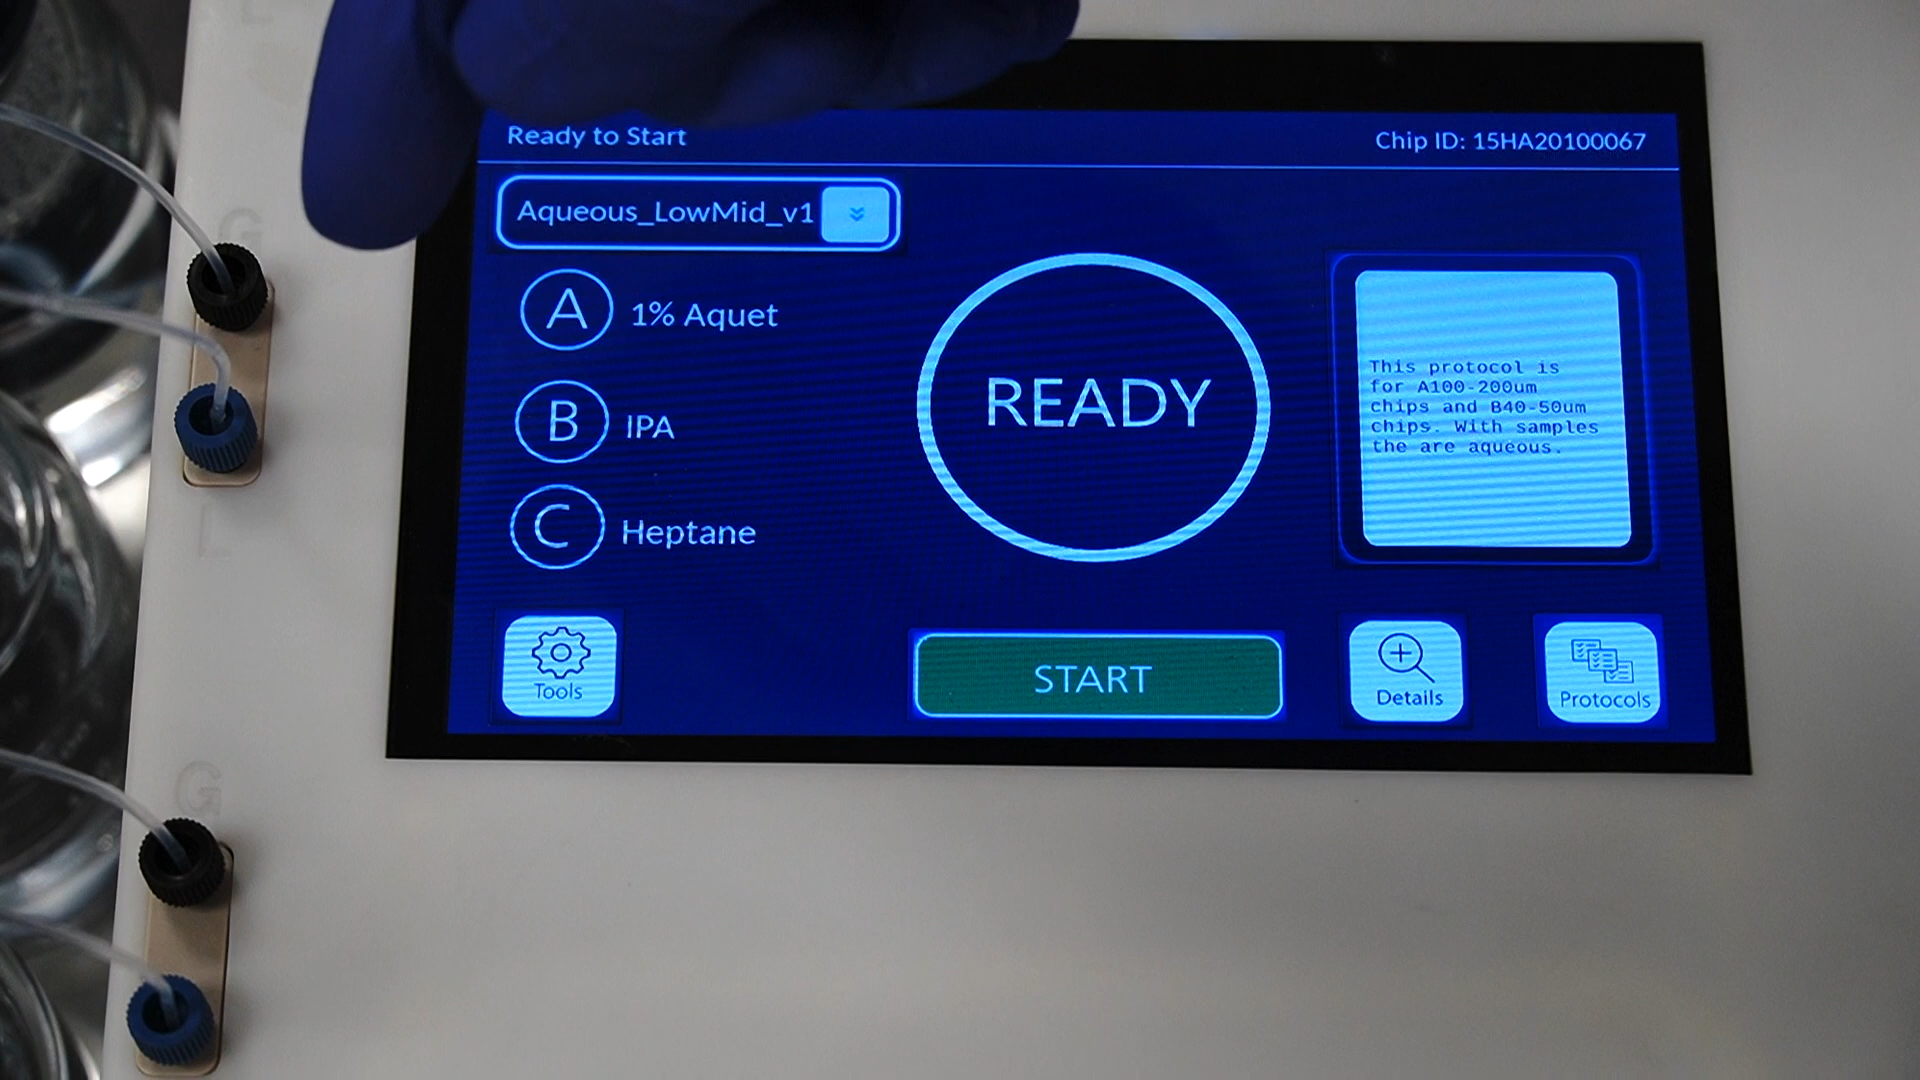 Ready to Start
Chip ID: 15HA20100067
Aqueous_LowMid_v1
A 1% Aquet
B IPA
C Heptane
READY
This protocol is
for A100-200um
chips and B40-50um
chips. With samples
the are aqueous.
Tools
START
Details
Protocols
G
L
G